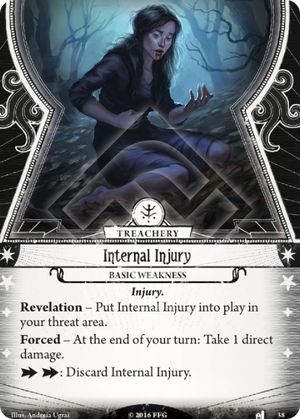 TREACHERY
Internal Injury
BASIC WEAKNESS
Injury.
Revelation – Put Internal Injury into play in
your threat area.
Forced – At the end of your turn: Take 1 direct
damage.
: Discard Internal Injury.
Illus. Andreia Ugrai
© 2016 FFG
38